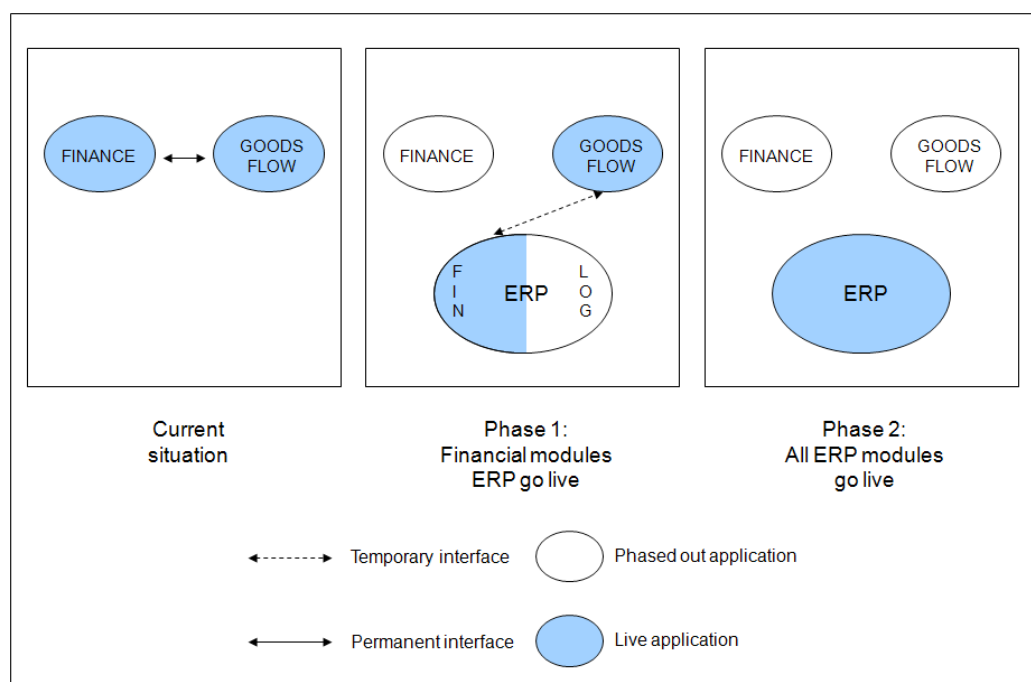 FINANCE
GOODS
FLOW
FINANCE
GOODS
FLOW
F
I
N
ERP
L
O
G
FINANCE
GOODS
FLOW
ERP
Current
situation
Phase 1:
Financial modules
ERP go live
Phase 2:
All ERP modules
go live
Temporary interface
Phased out application
Permanent interface
Live application